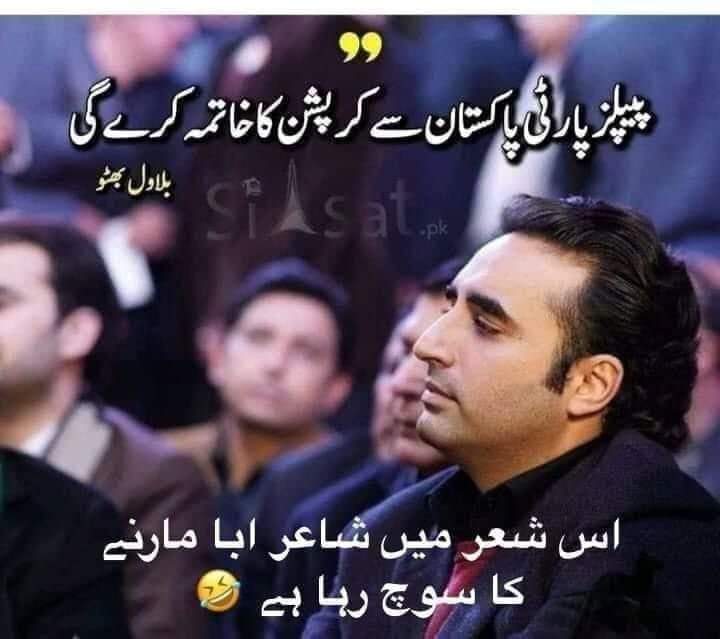 ”
پیپلز پارٹی پاکستان سے کرپشن کا خاتمہ کرے گی
بلاول بھٹو
Siasat.pk
اس شعر میں شاعر ابا مارنے
کا سوچ رہا ہے 🤣